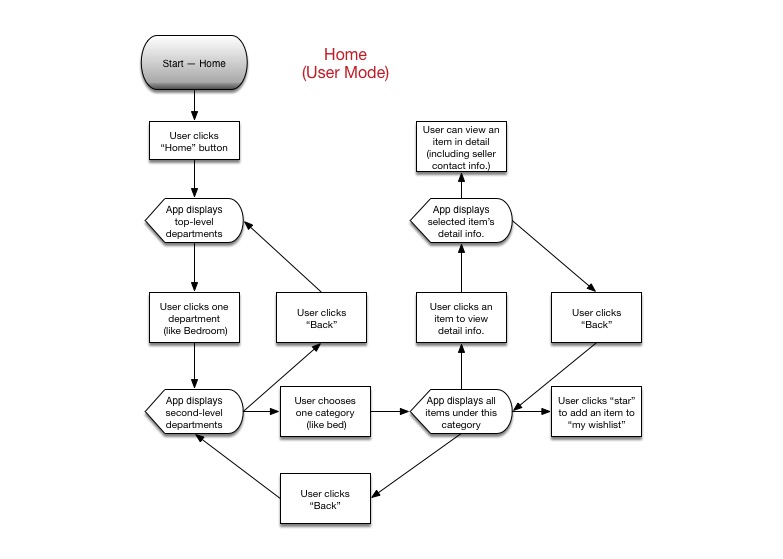 Start — Home
Home
(User Mode)
User clicks
“Home” button
App displays
top-level
departments
User clicks one
department
(like Bedroom)
User clicks
“Back”
App displays
second-level
departments
User chooses
one category
(like bed)
User clicks
“Back”
User can view an
item in detail
(including seller
contact info.)
App displays
selected item’s
detail info.
User clicks an
item to view
detail info.
User clicks
“Back”
App displays all
items under this
category
User clicks “star”
to add an item to
“my wishlist”